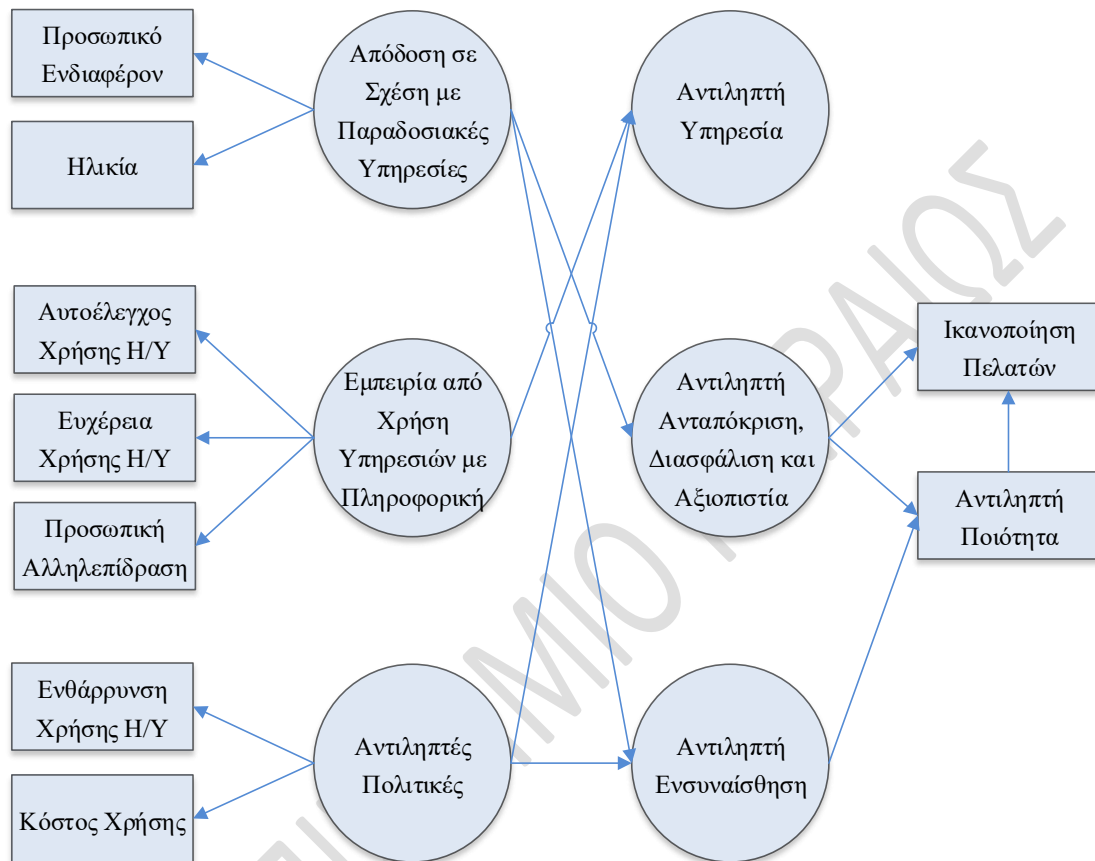 Προσωπικό
Ενδιαφέρον
Ηλικία
Απόδοση σε
Σχέση με
Παραδοσιακές
Υπηρεσίες
Αντιληπτή
Υπηρεσία
Αυτοέλεγχος
Χρήσης Η/Υ
Ευχέρεια
Χρήσης Η/Υ
Προσωπική
Αλληλεπίδραση
Εμπειρία από
Χρήση
Υπηρεσιών με
Πληροφορική
Αντιληπτή
Ανταπόκριση,
Διασφάλιση και
Αξιοπιστία
Ικανοποίηση
Πελατών
Αντιληπτή
Ποιότητα
Ενθάρρυνση
Χρήσης Η/Υ
Κόστος Χρήσης
Αντιληπτές
Πολιτικές
Αντιληπτή
Ενσυναίσθηση